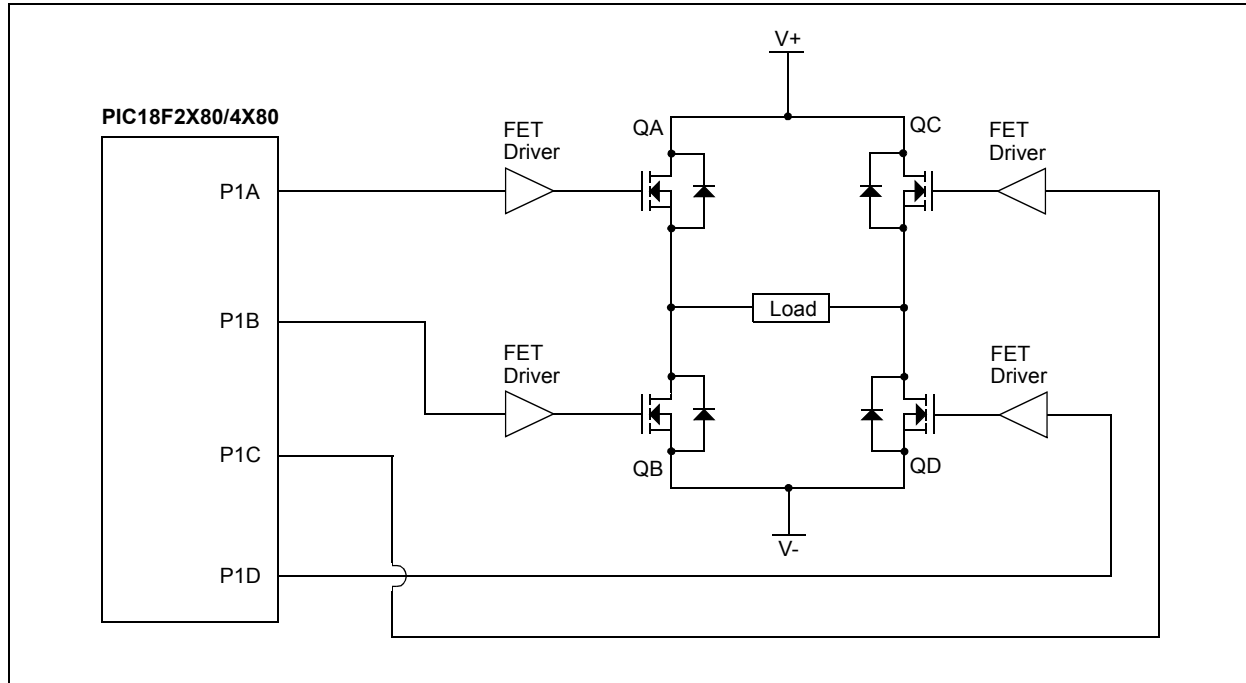 V+
PIC18F2X80/4X80
FET
Driver
QA
QC
FET
Driver
P1A
P1B
Load
FET
Driver
FET
Driver
P1C
QB
QD
V-
P1D